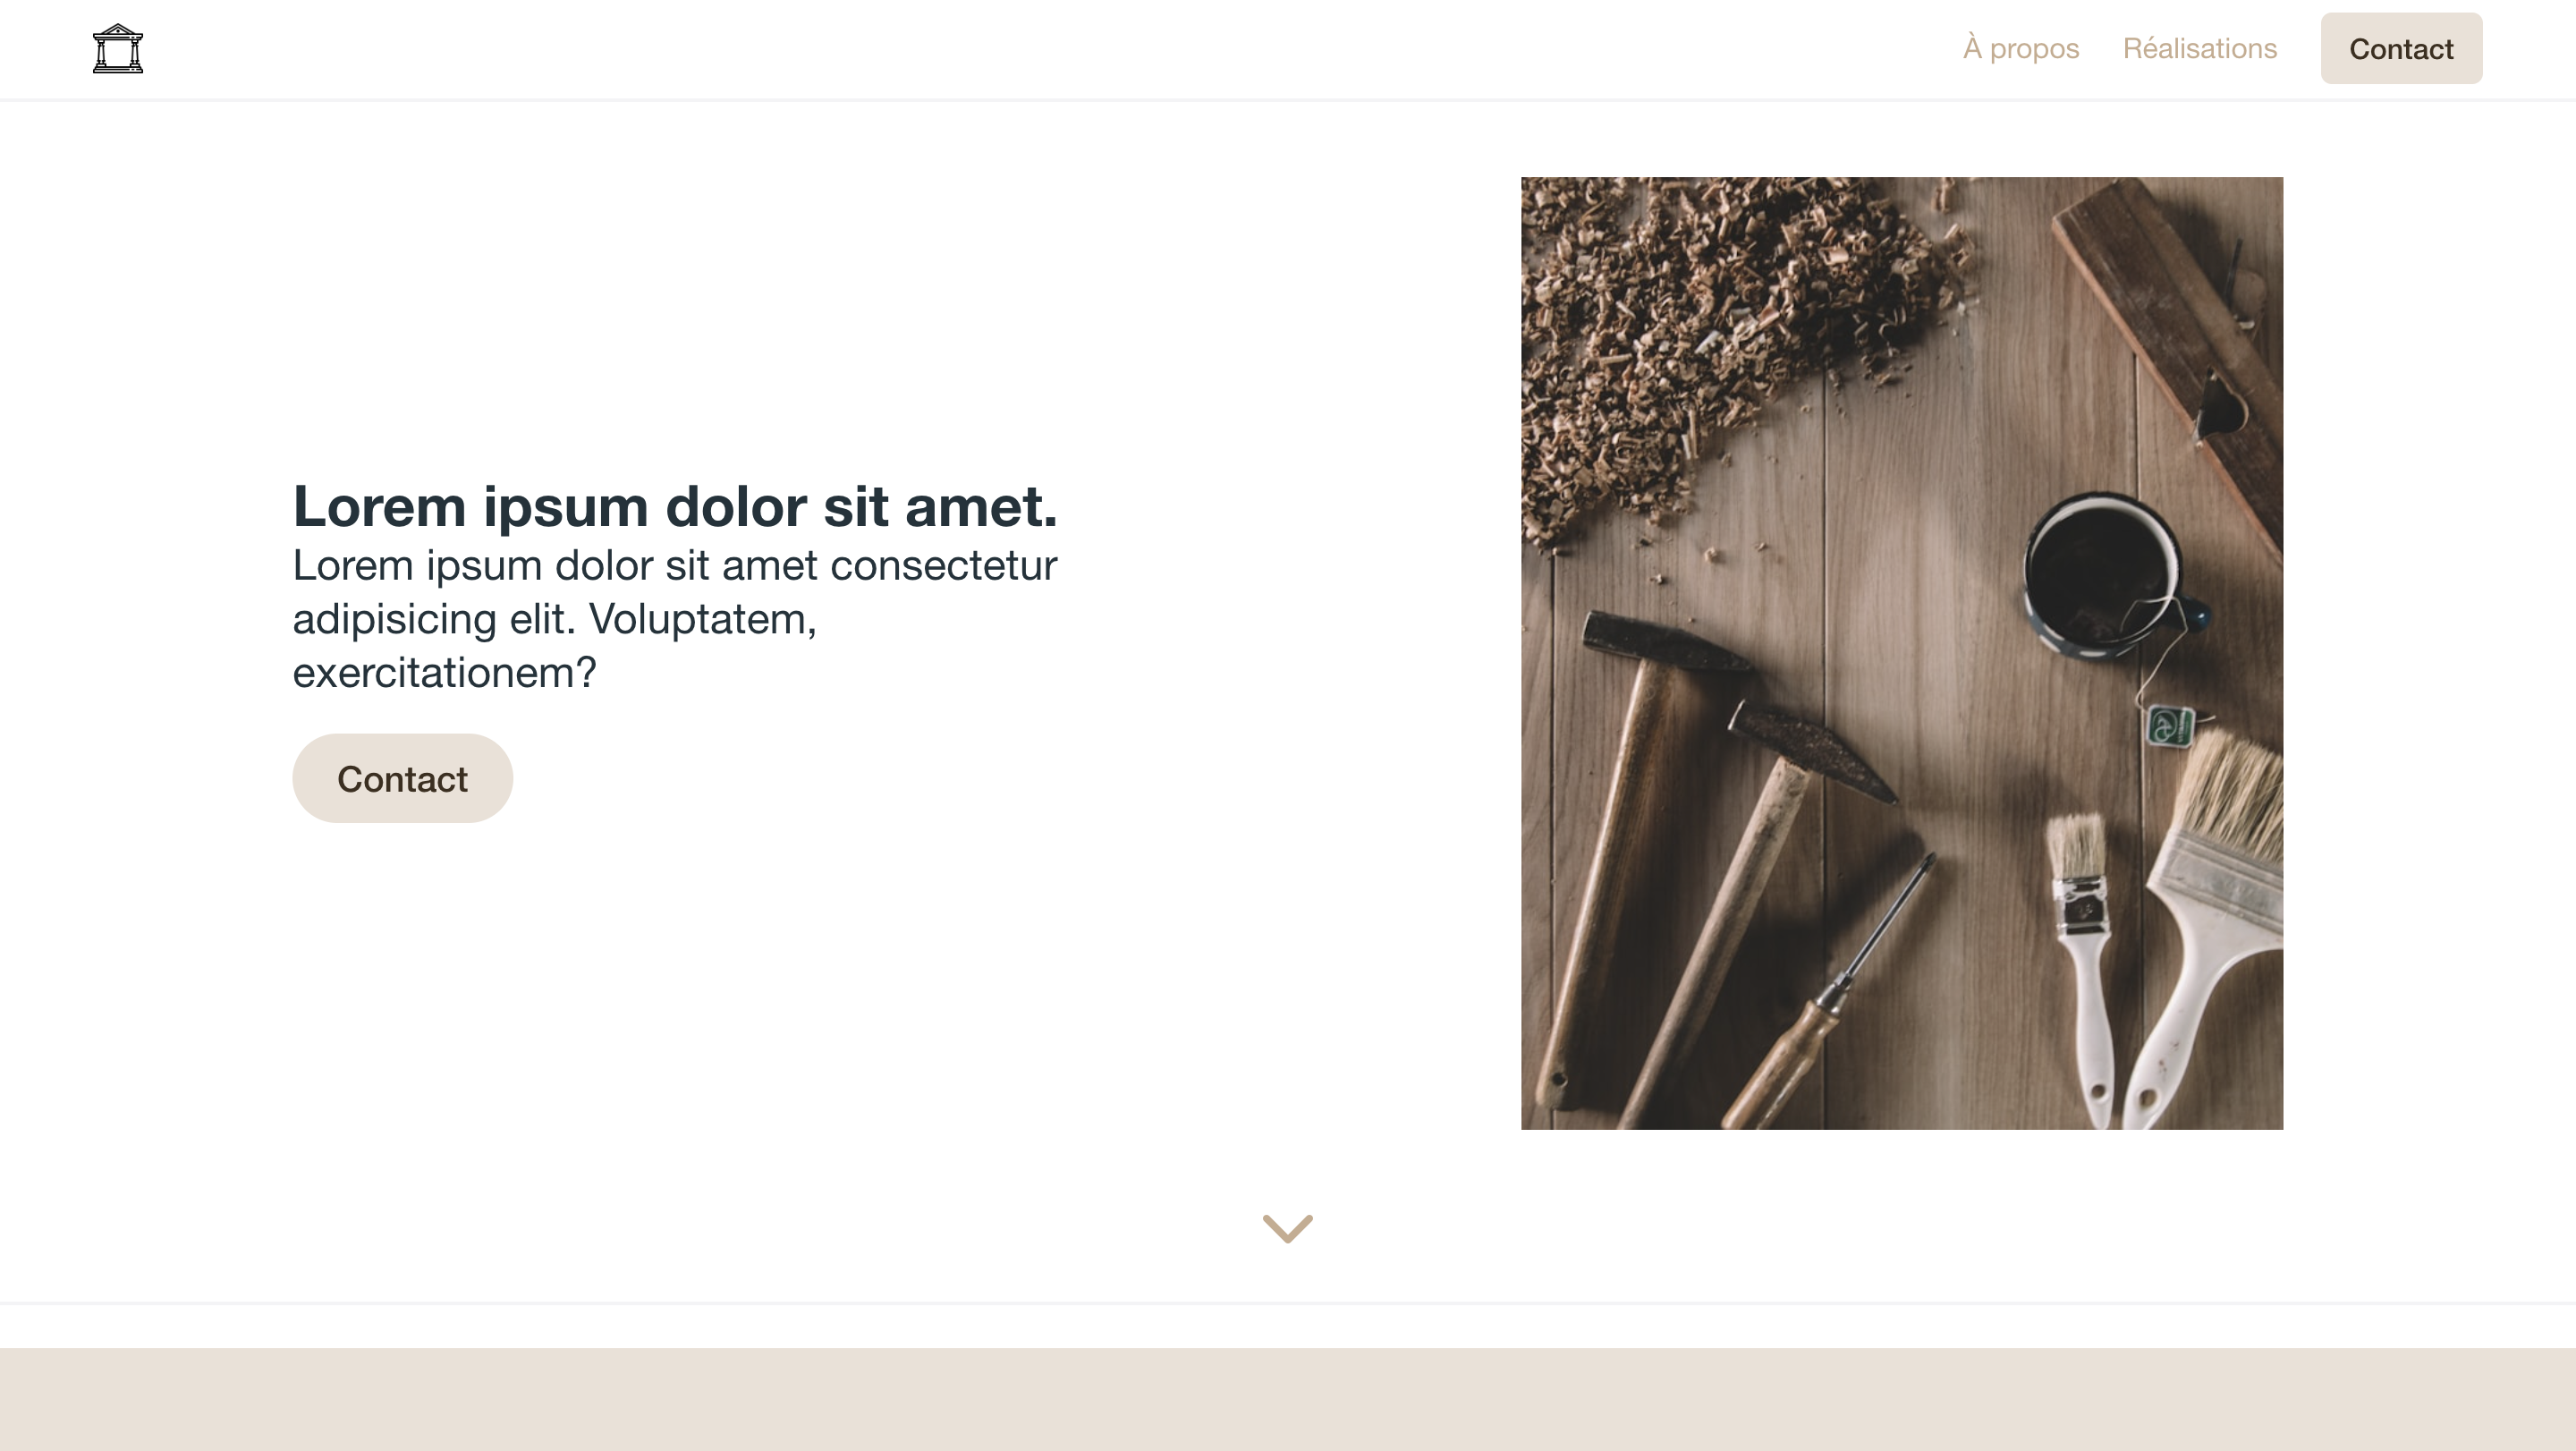 À propos Réalisations Contact
Lorem ipsum dolor sit amet.
Lorem ipsum dolor sit amet consectetur
adipisicing elit. Voluptatem,
exercitationem?
Contact